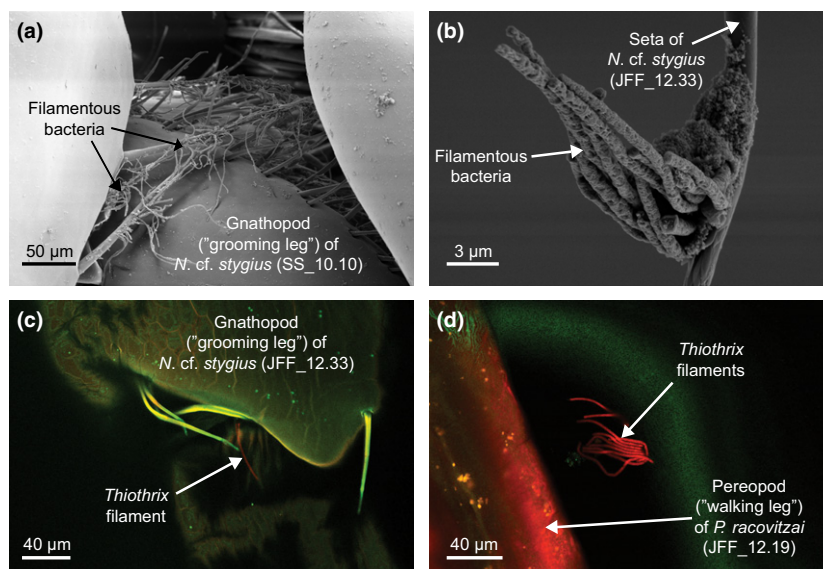 (a)
Filamentous
bacteria
Gnathopod
("grooming leg") of
N. cf. stygius (SS_10.10)
50 µm
(b)
Seta of
N. cf. stygius
(JFF_12.33)
Filamentous
bacteria
3 µm
(c)
Gnathopod
("grooming leg") of
N. cf. stygius (JFF_12.33)
Thiothrix
filament
40 µm
(d)
Thiothrix
filaments
Pereopod
("walking leg")
of P. racovitzai
(JFF_12.19)
40 µm